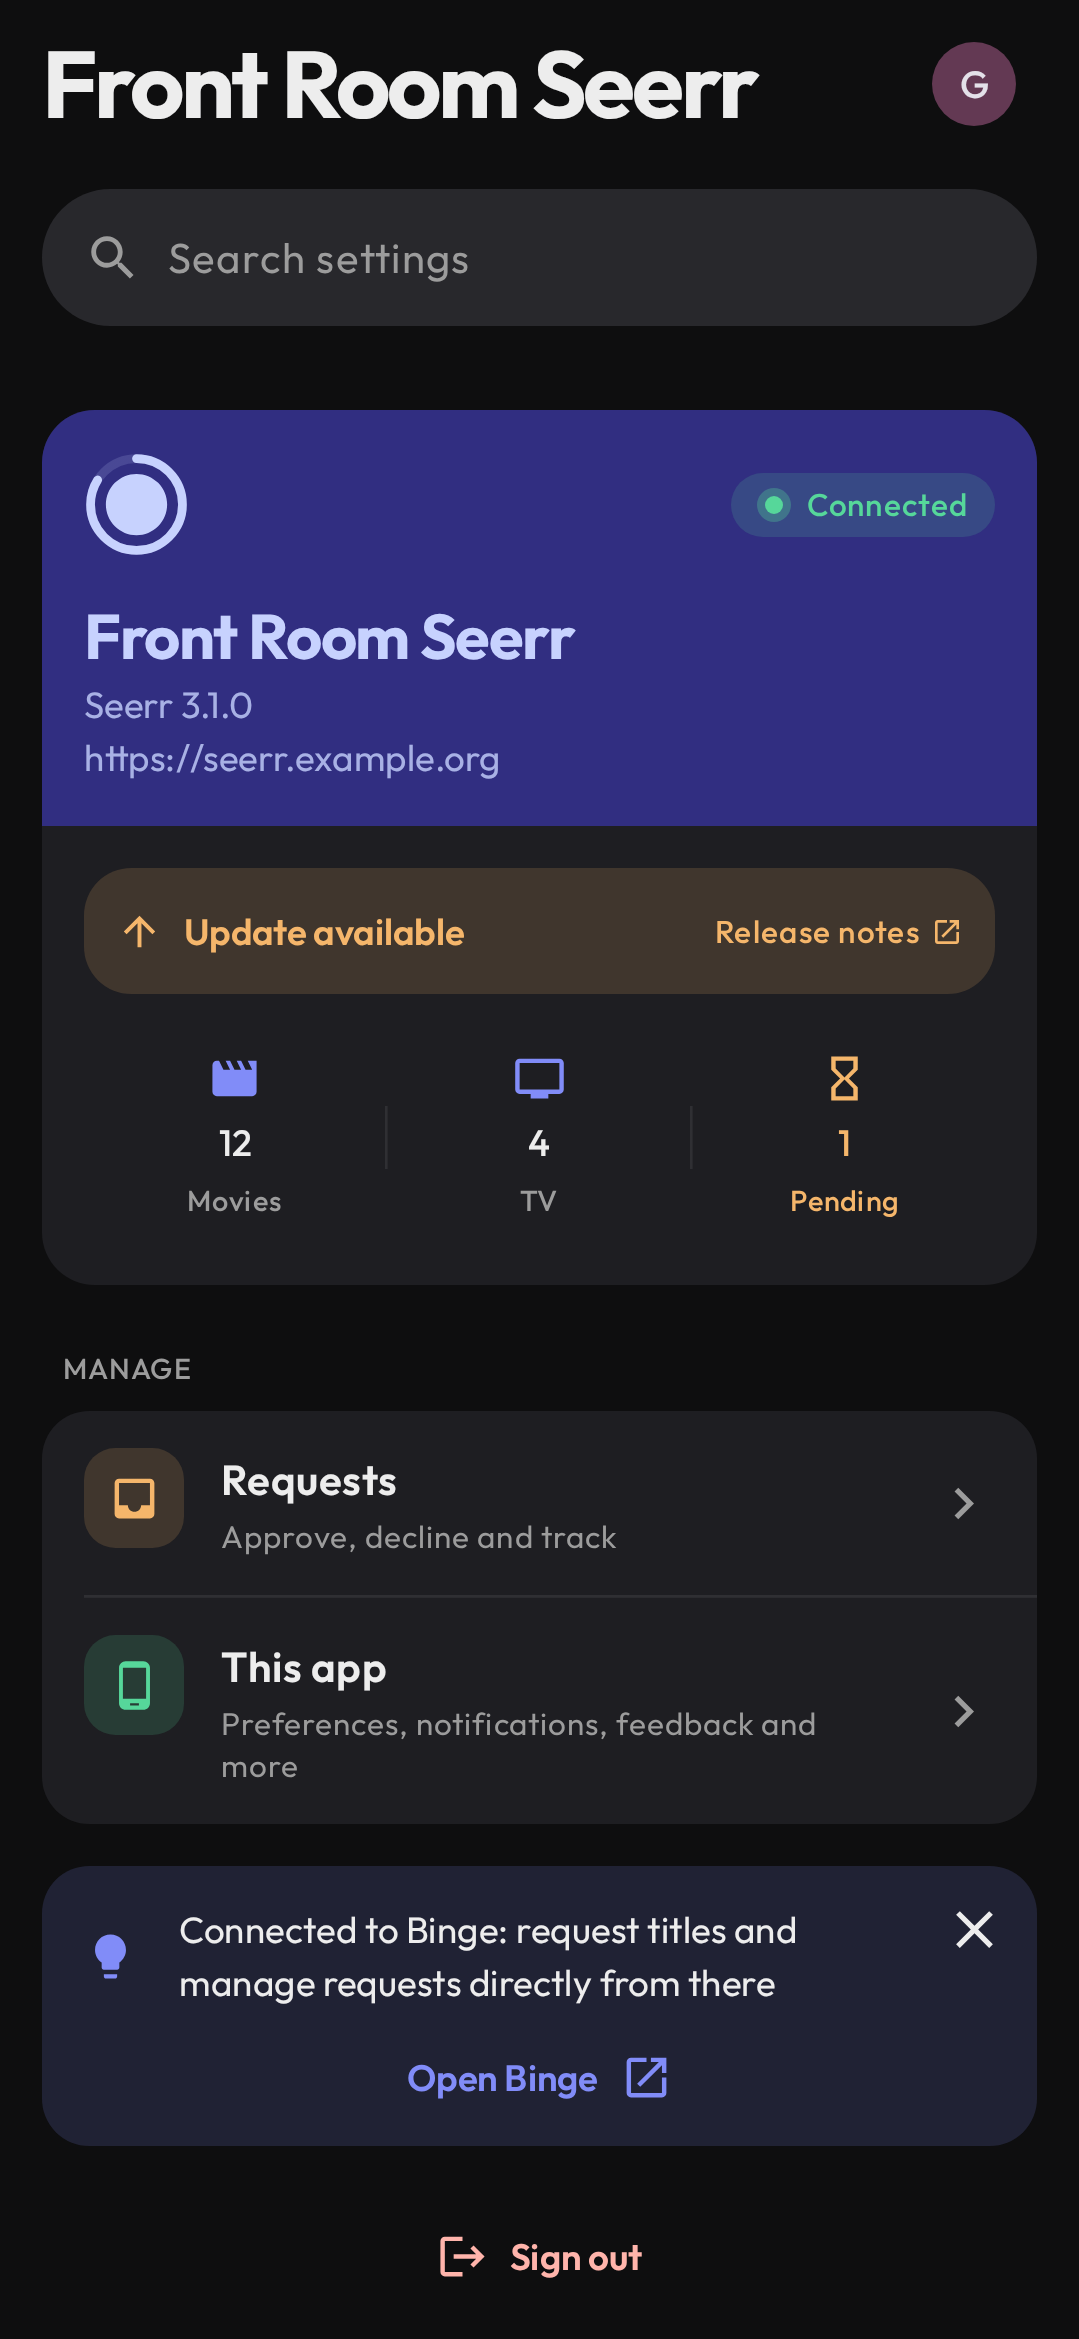 Front Room Seerr
G
Search settings
Connected
Front Room Seerr
Seerr 3.1.0
https://seerr.example.org
Update available
Release notes
12
4
1
Movies
TV
Pending
MANAGE
Requests
Approve, decline and track
This app
Preferences, notifications, feedback and
more
Connected to Binge: request titles and
manage requests directly from there
Open Binge
Sign out